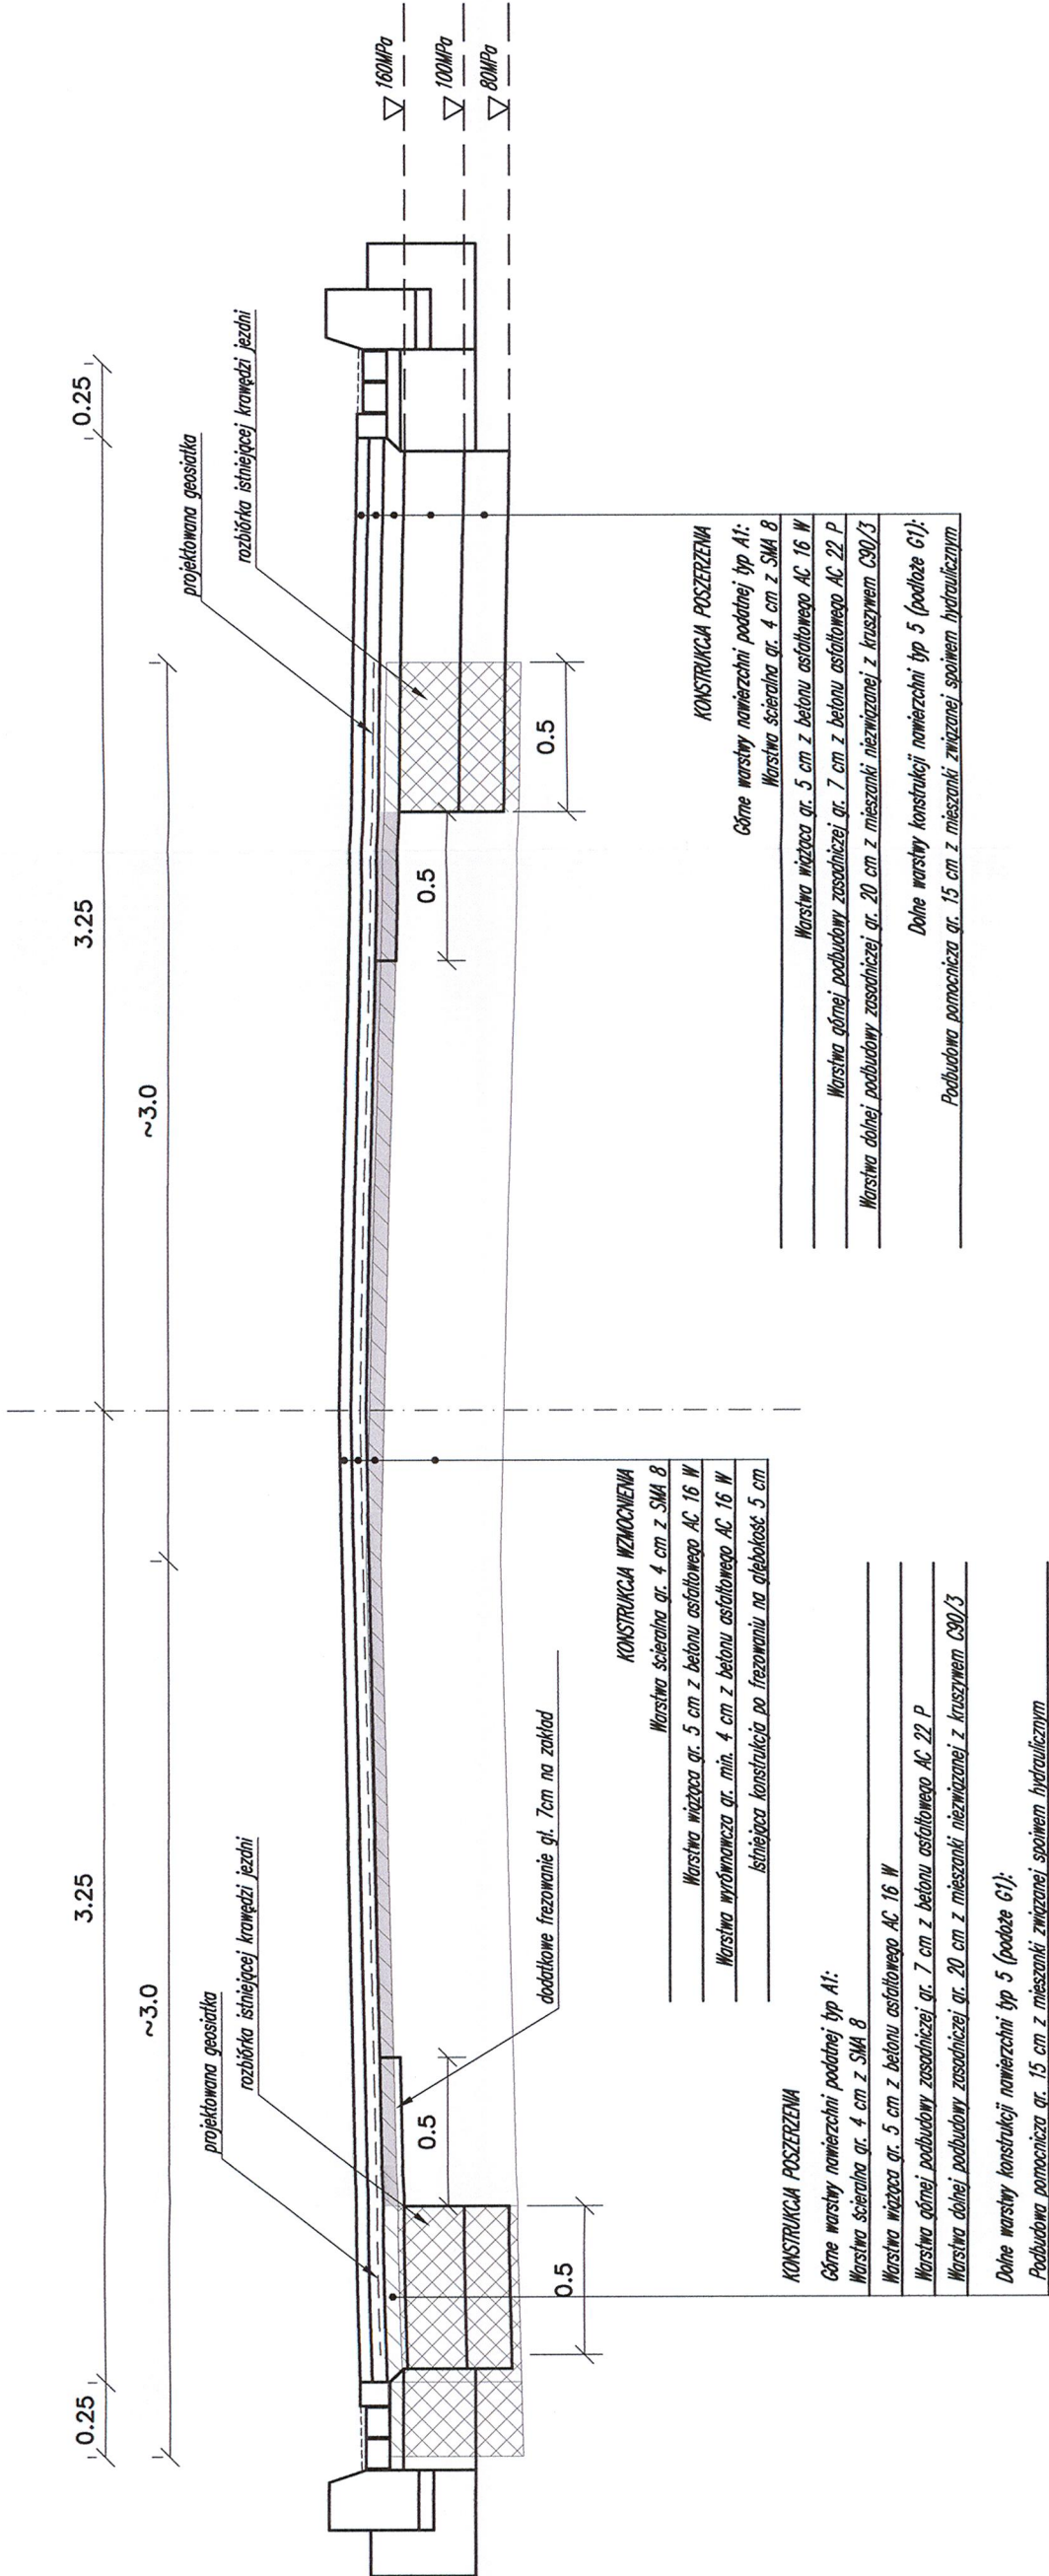 0.25
3.25
3.25
0.25
~3.0
~3.0
projektowana geosiatka
rozbiórka istniejącej krawędzi jezdni
projektowana geosiatka
rozbiórka istniejącej krawędzi jezdni
160MPa
100MPa
80MPa
0.5
0.5
0.5
0.5
dodatkowe frezowanie gł. 7cm na zakład
KONSTRUKCJA WZMOCNIENIA
Warstwa ścieralna gr. 4 cm z SMA 8
Warstwa wiążąca gr. 5 cm z betonu asfaltowego AC 16 W
Warstwa wyrównawcza gr. min. 4 cm z betonu asfaltowego AC 16 W
Istniejąca konstrukcja po frezowaniu na głębokość 5 cm
KONSTRUKCJA POSZERZENIA
Górne warstwy nawierzchni podatnej typ A1:
Warstwa ścieralna gr. 4 cm z SMA 8
Warstwa wiążąca gr. 5 cm z betonu asfaltowego AC 16 W
Warstwa górnej podbudowy zasadniczej gr. 7 cm z betonu asfaltowego AC 22 P
Warstwa dolnej podbudowy zasadniczej gr. 20 cm z mieszanki niezwiązanej z kruszywem C90/3
Dolne warstwy konstrukcji nawierzchni typ 5 (podłoże G1):
Podbudowa pomocnicza gr. 15 cm z mieszanki związanej spoiwem hydraulicznym
KONSTRUKCJA POSZERZENIA
Górne warstwy nawierzchni podatnej typ A1:
Warstwa ścieralna gr. 4 cm z SMA 8
Warstwa wiążąca gr. 5 cm z betonu asfaltowego AC 16 W
Warstwa górnej podbudowy zasadniczej gr. 7 cm z betonu asfaltowego AC 22 P
Warstwa dolnej podbudowy zasadniczej gr. 20 cm z mieszanki niezwiązanej z kruszywem C90/3
Dolne warstwy konstrukcji nawierzchni typ 5 (podoże G1):
Podbudowa pomocnicza gr. 15 cm z mieszanki związanej spoiwem hydraulicznym